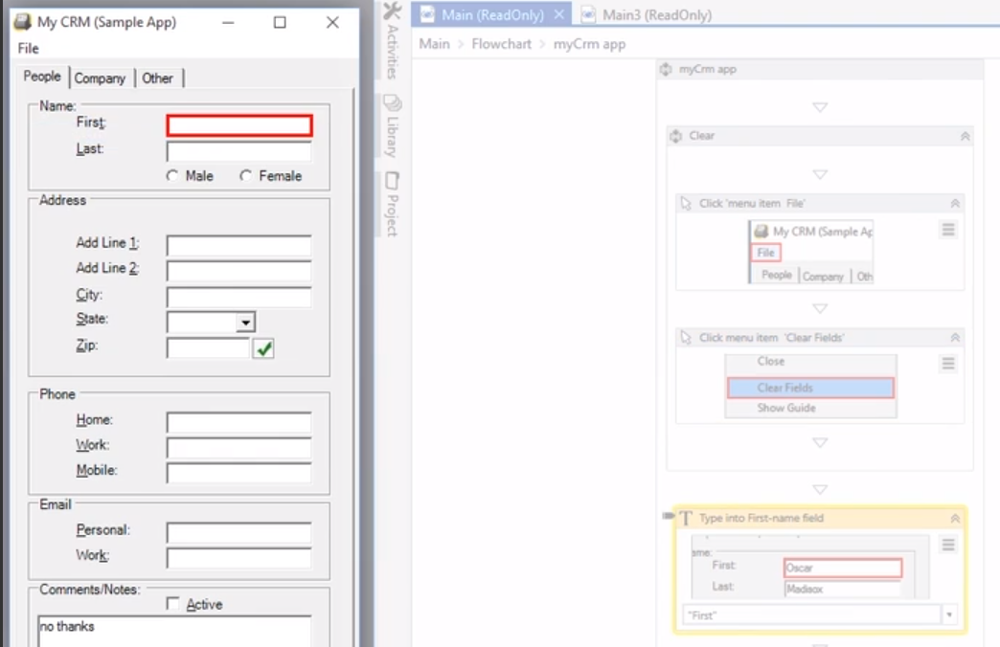 My CRM (Sample App)
File
People Company Other
Name:
First:
Last:
Male Female
Address
Add Line 1:
Add Line 2:
City:
State:
Zip:
Phone
Home:
Work:
Mobile:
Email
Personal:
Work:
Comments/Notes:
Active
no thanks
Activities
Library
Project
Main (ReadOnly) Main3 (ReadOnly)
Main > Flowchart > myCrm app
myCrm app
Clear
Click 'menu item File'
My CRM (Sample Ap
File
People Company Oth
Click menu item 'Clear Fields'
Close
Clear Fields
Show Guide
T Type into First-name field
ame:
First:
Oscar
Last:
Madsox
"First"